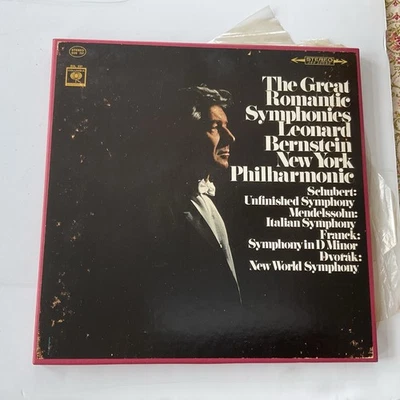 STEREO
The Great
Romantic
Symphonies
Leonard
Bernstein
New York
Philharmonic
Schubert:
Unfinished Symphony
Mendelssohn:
Italian Symphony
Franck:
Symphony in D Minor
Dvořák:
New World Symphony